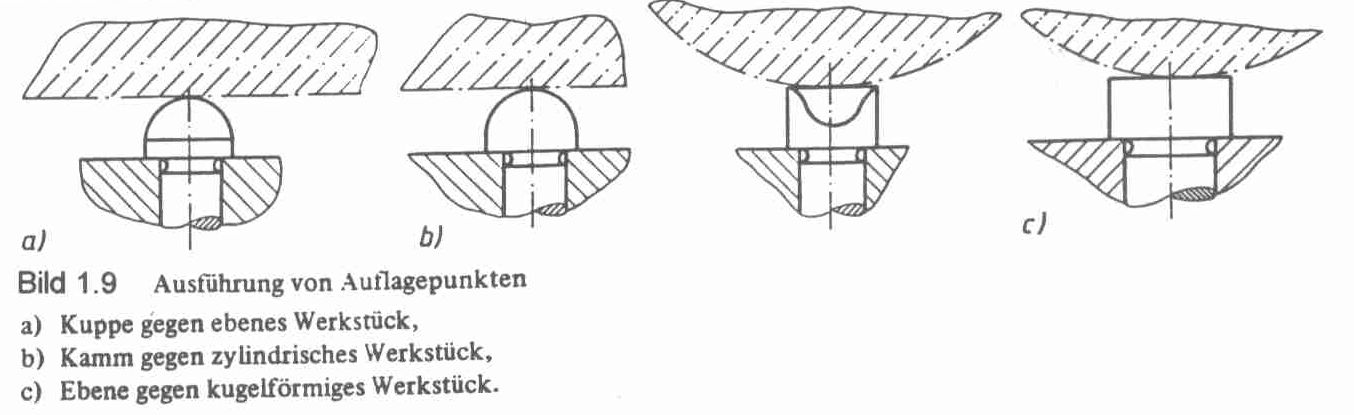 a) b) c)
Bild 1.9 Ausführung von Auflagepunkten
a) Kuppe gegen ebenes Werkstück,
b) Kamm gegen zylindrisches Werkstück,
c) Ebene gegen kugelförmiges Werkstück.